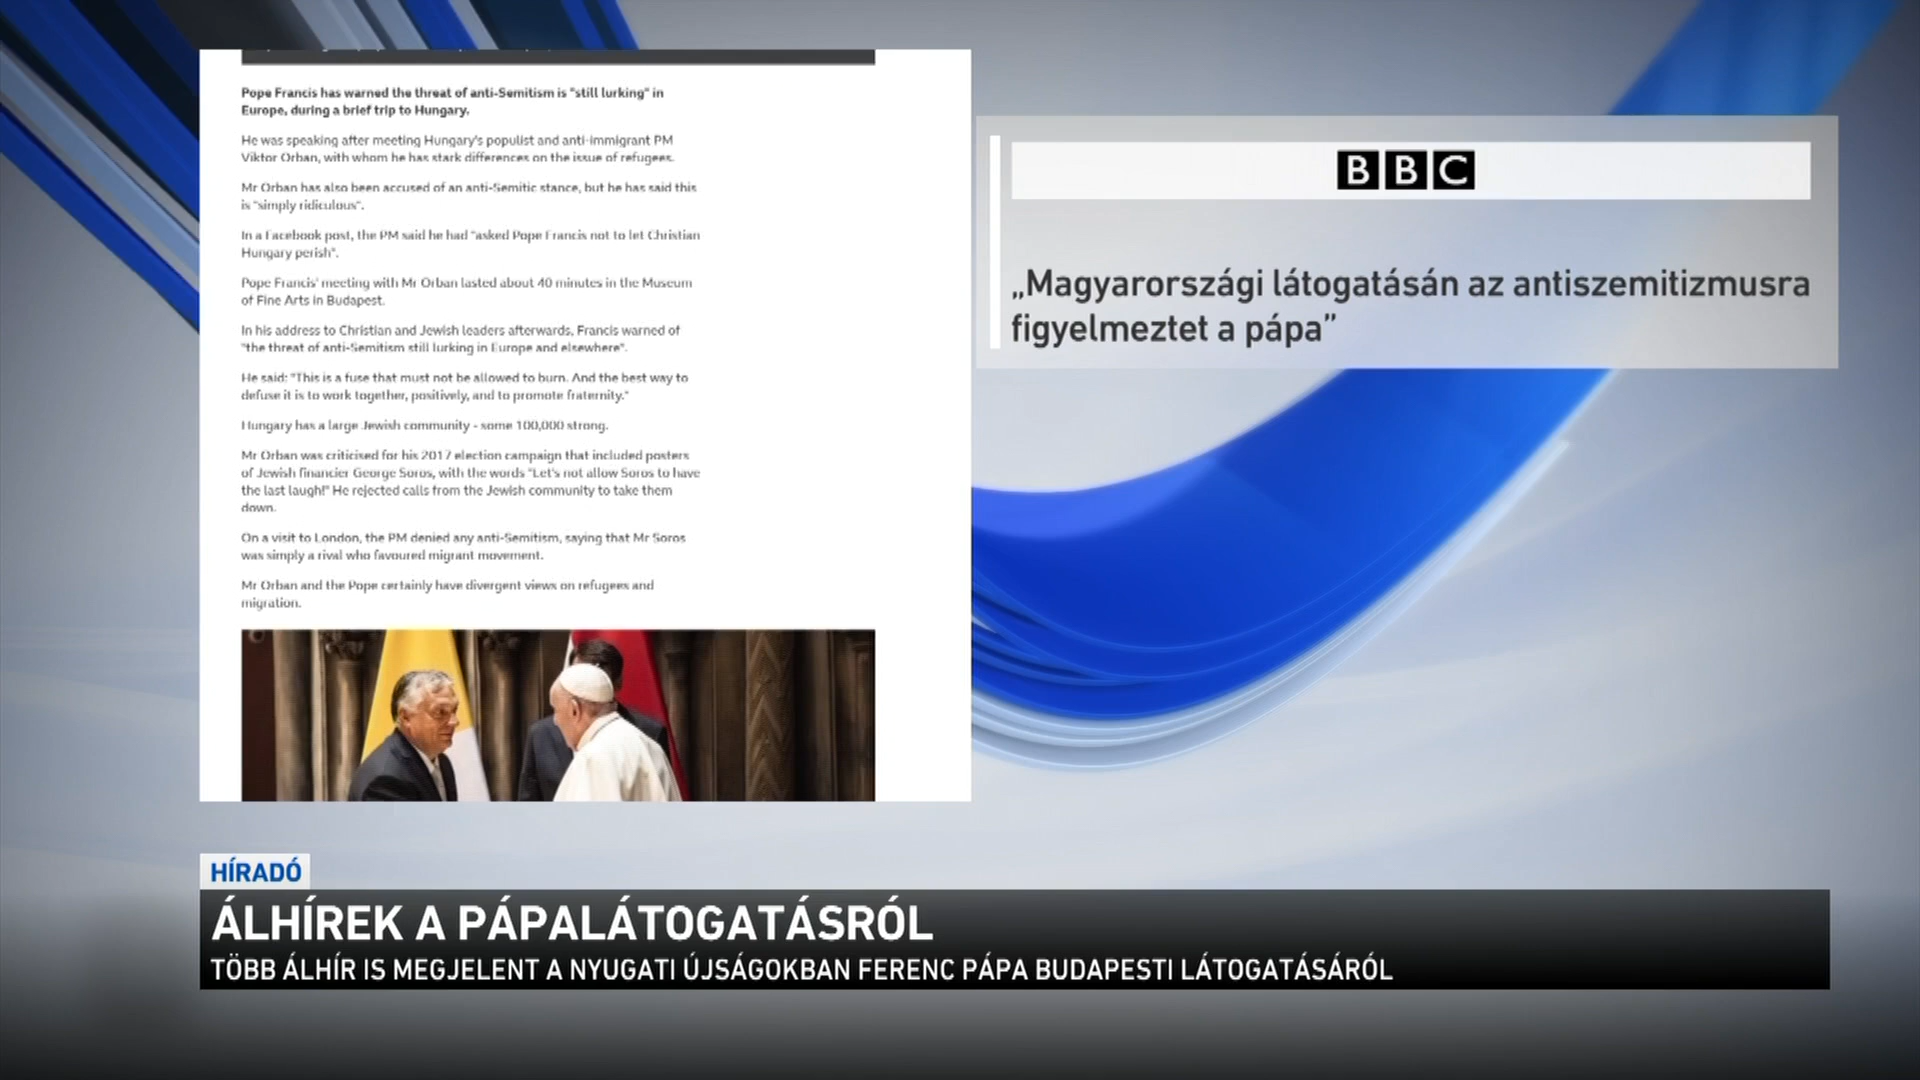 Pope Francis has warned the threat of anti-Semitism is "still lurking" in
Europe, during a brief trip to Hungary.
He was speaking after meeting Hungary's populist and anti-immigrant PM
Viktor Orban, with whom he has stark differences on the issue of refugees.
Mr Orban has also been accused of an anti-Semitic stance, but he has said this
is "simply ridiculous".
In a Facebook post, the PM said he had "asked Pope Francis not to let Christian
Hungary perish".
Pope Francis' meeting with Mr Orban lasted about 40 minutes in the Museum
of Fine Arts in Budapest.
In his address to Christian and Jewish leaders afterwards, Francis warned of
"the threat of anti-Semitism still lurking in Europe and elsewhere".
He said: "This is a fuse that must not be allowed to burn. And the best way to
defuse it is to work together, positively, and to promote fraternity."
Hungary has a large Jewish community - some 100,000 strong.
Mr Orban was criticised for his 2017 election campaign that included posters
of Jewish financier George Soros, with the words "Let's not allow Soros to have
the last laugh!" He rejected calls from the Jewish community to take them
down.
On a visit to London, the PM denied any anti-Semitism, saying that Mr Soros
was simply a rival who favoured migrant movement.
Mr Orban and the Pope certainly have divergent views on refugees and
migration.
BBC
„Magyarországi látogatásán az antiszemitizmusra
figyelmeztet a pápa”
HÍRADÓ
ÁLHÍREK A PÁPALÁTOGATÁSRÓL
TÖBB ÁLHÍR IS MEGJELENT A NYUGATI ÚJSÁGOKBAN FERENC PÁPA BUDAPESTI LÁTOGATÁSÁRÓL